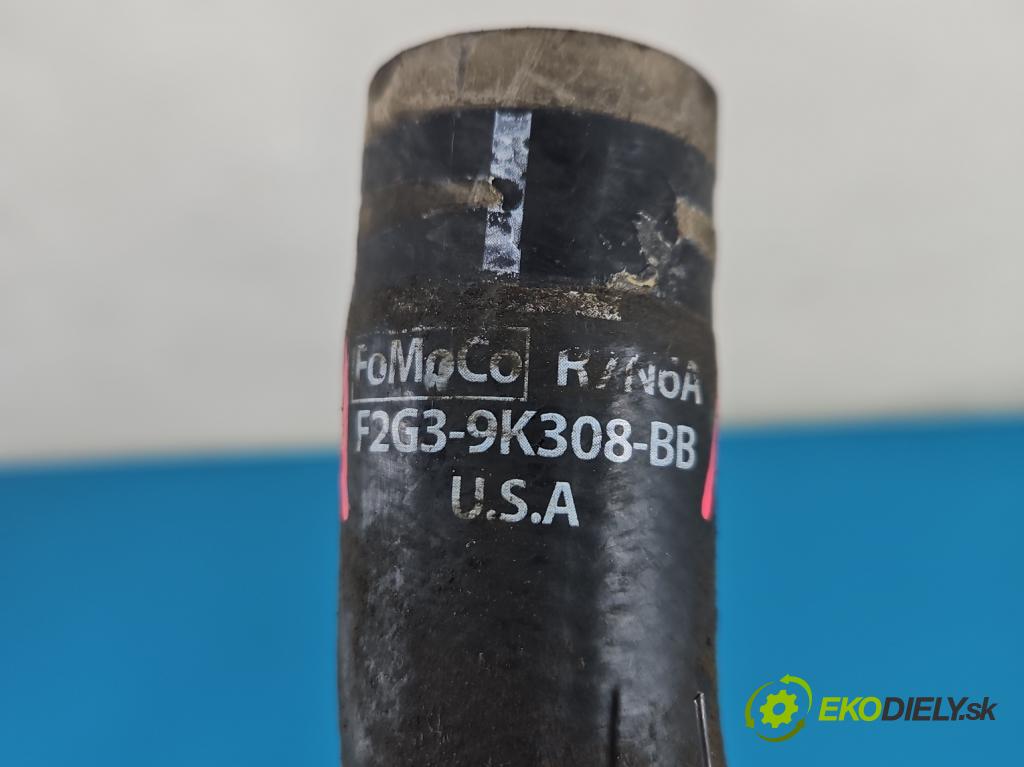 FoMoCo
F2G3-9K308-BB
U.S.A
EKODIELY.sk